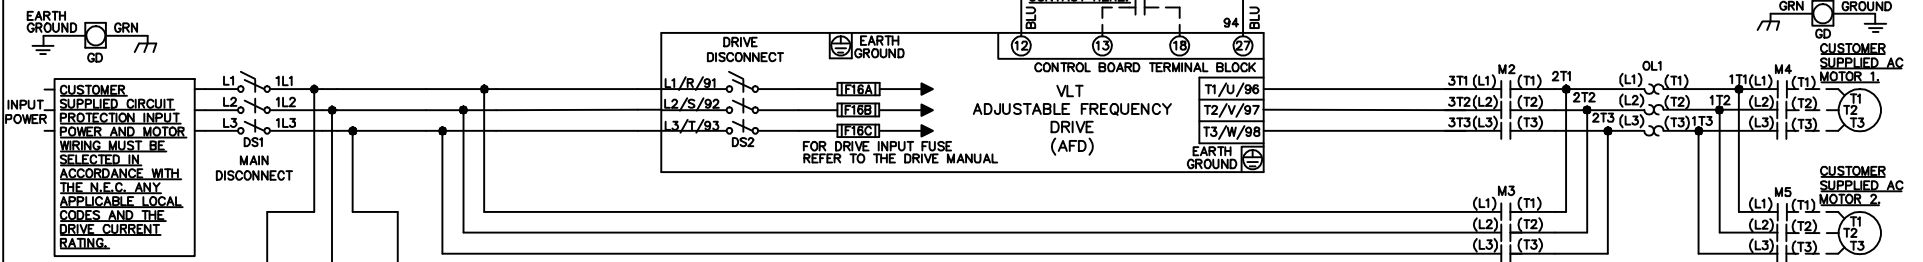 CONTACT HERE.
BLU
94
BLU
EARTH
GROUND
GRN
GD
GRN
GROUND
GD
12
13
18
27
CONTROL BOARD TERMINAL BLOCK
DRIVE
DISCONNECT
EARTH
GROUND
INPUT
POWER
CUSTOMER
SUPPLIED CIRCUIT
PROTECTION INPUT
POWER AND MOTOR
WIRING MUST BE
SELECTED IN
ACCORDANCE WITH
THE N.E.C. ANY
APPLICABLE LOCAL
CODES AND THE
DRIVE CURRENT
RATING.
L1 1L1
L2 1L2
L3 1L3
DS1
MAIN
DISCONNECT
L1/R/91
L2/S/92
L3/T/93
DS2
F16A
F16B
F16C
FOR DRIVE INPUT FUSE
REFER TO THE DRIVE MANUAL
VLT
ADJUSTABLE FREQUENCY
DRIVE
(AFD)
T1/U/96
T2/V/97
T3/W/98
EARTH
GROUND
M2
3T1 (L1) (T1) 2T1
3T2(L2) (T2) 2T2
3T3(L3) (T3) 2T3
OL1
(L1) (T1) 1T1
(L2) (T2) 1T2
(L3) (T3) 1T3
M4
(L1) (T1)
(L2) (T2)
(L3) (T3)
CUSTOMER
SUPPLIED AC
MOTOR 1.
T1
T2
T3
M3
(L1) (T1)
(L2) (T2)
(L3) (T3)
M5
(L1) (T1)
(L2) (T2)
(L3) (T3)
CUSTOMER
SUPPLIED AC
MOTOR 2.
T1
T2
T3